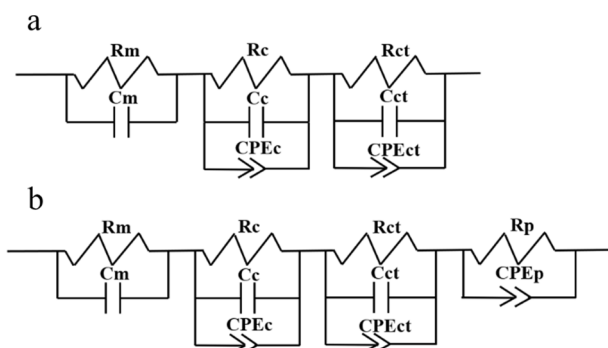 a
Rm Rc Rct
Cm Cc Cct
CPEc CPEct
b
Rm Rc Rct Rp
Cm Cc Cct CPEp
CPEc CPEct